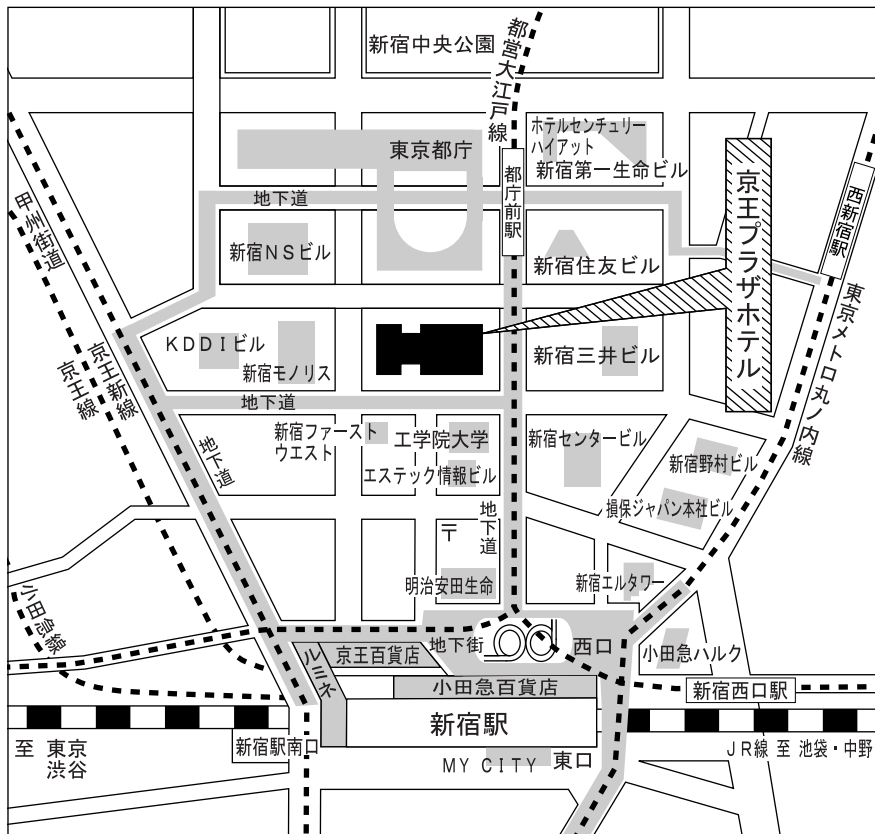 新宿中央公園
都営大江戸線
ホテルセンチュリー
ハイアット
東京都庁
新宿第一生命ビル
都庁前駅
京王プラザホテル
西新宿駅
地下道
甲州街道
新宿NSビル
新宿住友ビル
東京メトロ丸ノ内線
KDDIビル
新宿モノリス
新宿三井ビル
京王新線
京王線
地下道
新宿ファースト
ウエスト
工学院大学
新宿センタービル
エステック情報ビル
新宿野村ビル
地下道
損保ジャパン本社ビル
地下道
〒
明治安田生命
新宿エルタワー
小田急線
地下街
西口
小田急ハルク
ルミネ
京王百貨店
小田急百貨店
新宿西口駅
新宿駅
至 東京
渋谷
新宿駅南口
MY CITY
東口
JR線 至 池袋・中野